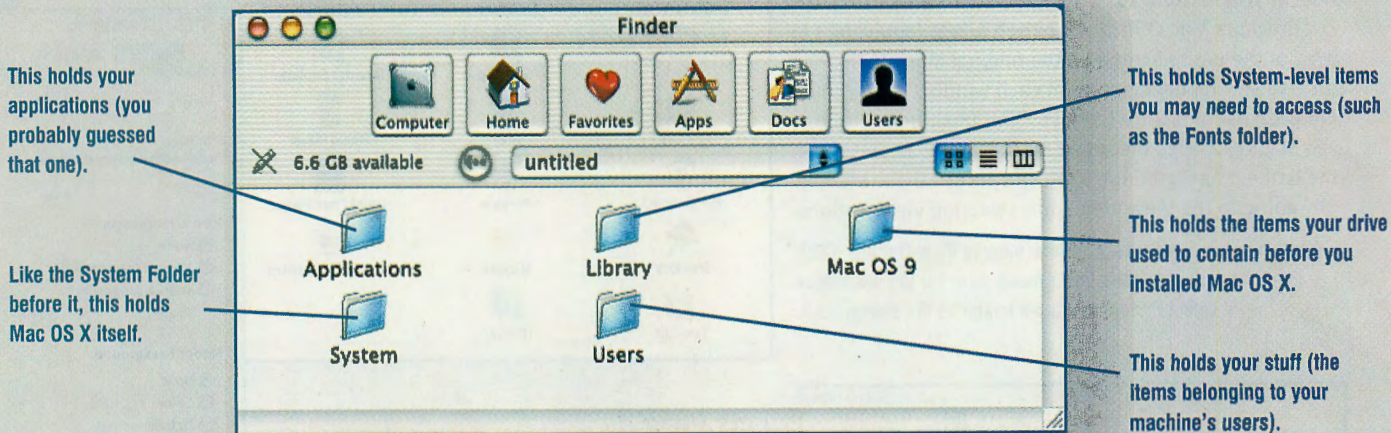 Finder
Computer
Home
Favorites
Apps
Docs
Users
6.6 GB available
untitled
Applications
Library
Mac OS 9
System
Users
This holds your
applications (you
probably guessed
that one).
Like the System Folder
before it, this holds
Mac OS X itself.
This holds System-level items
you may need to access (such
as the Fonts folder).
This holds the items your drive
used to contain before you
installed Mac OS X.
This holds your stuff (the
items belonging to your
machine's users).